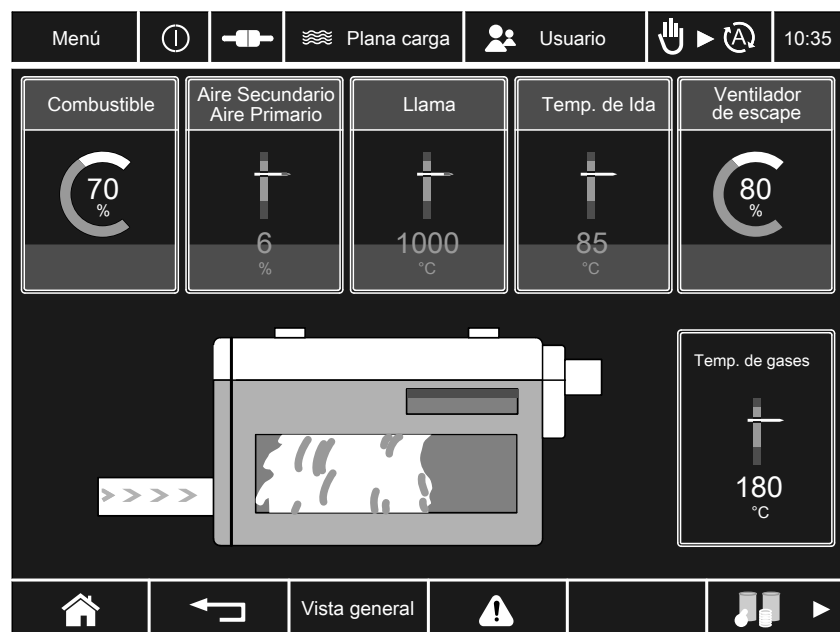 Menú
Plana carga
Usuario
A
10:35
Combustible
70
%
Aire Secundario
Aire Primario
6
%
Llama
1000
°C
Temp. de Ida
85
°C
Ventilador
de escape
80
%
Temp. de gases
180
°C
Vista general